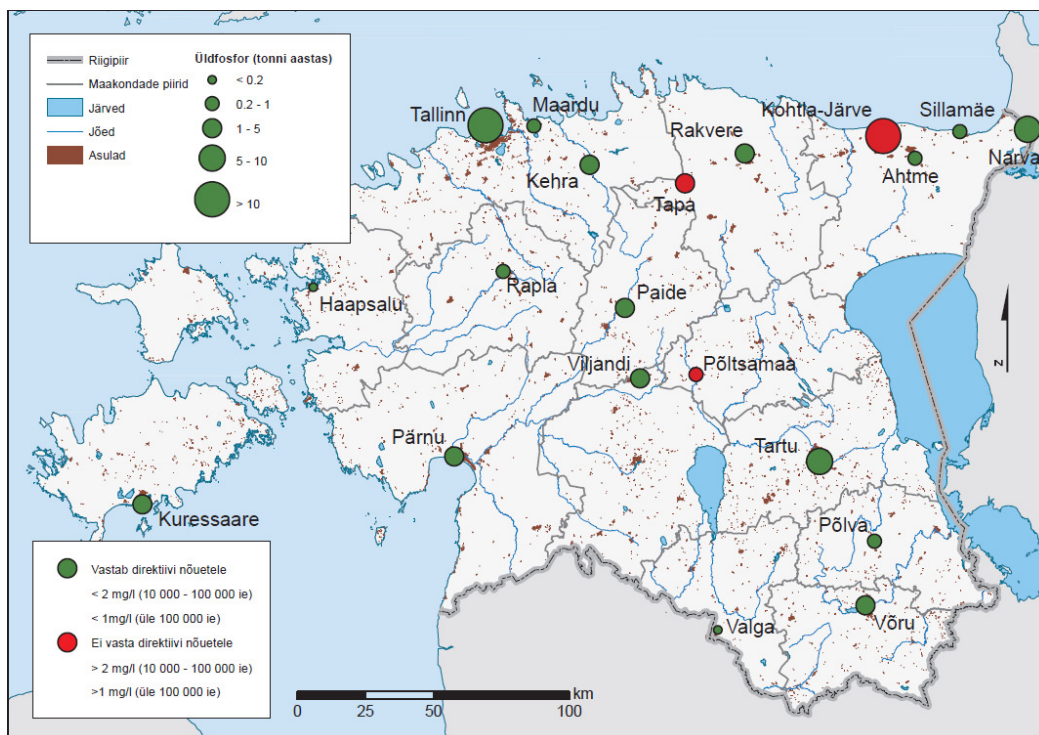 Riigipiir
Maakondade piirid
Järved
Jõed
Asulad
Üldfosfor (tonni aastas)
< 0.2
0.2 - 1
1 - 5
5 - 10
> 10
Tallinn
Maardu
Kehra
Rakvere
Tapa
Kohtla-Järve
Sillamäe
Ahtme
Narva
Haapsalu
Rapla
Paide
Viljandi
Põltsamaa
Pärnu
Tartu
Kuressaare
Põlva
Võru
Valga
N
Vastab direktiivi nõuetele
< 2 mg/l (10 000 - 100 000 ie)
< 1mg/l (üle 100 000 ie)
Ei vasta direktiivi nõuetele
> 2 mg/l (10 000 - 100 000 ie)
>1 mg/l (üle 100 000 ie)
km
0 25 50 100